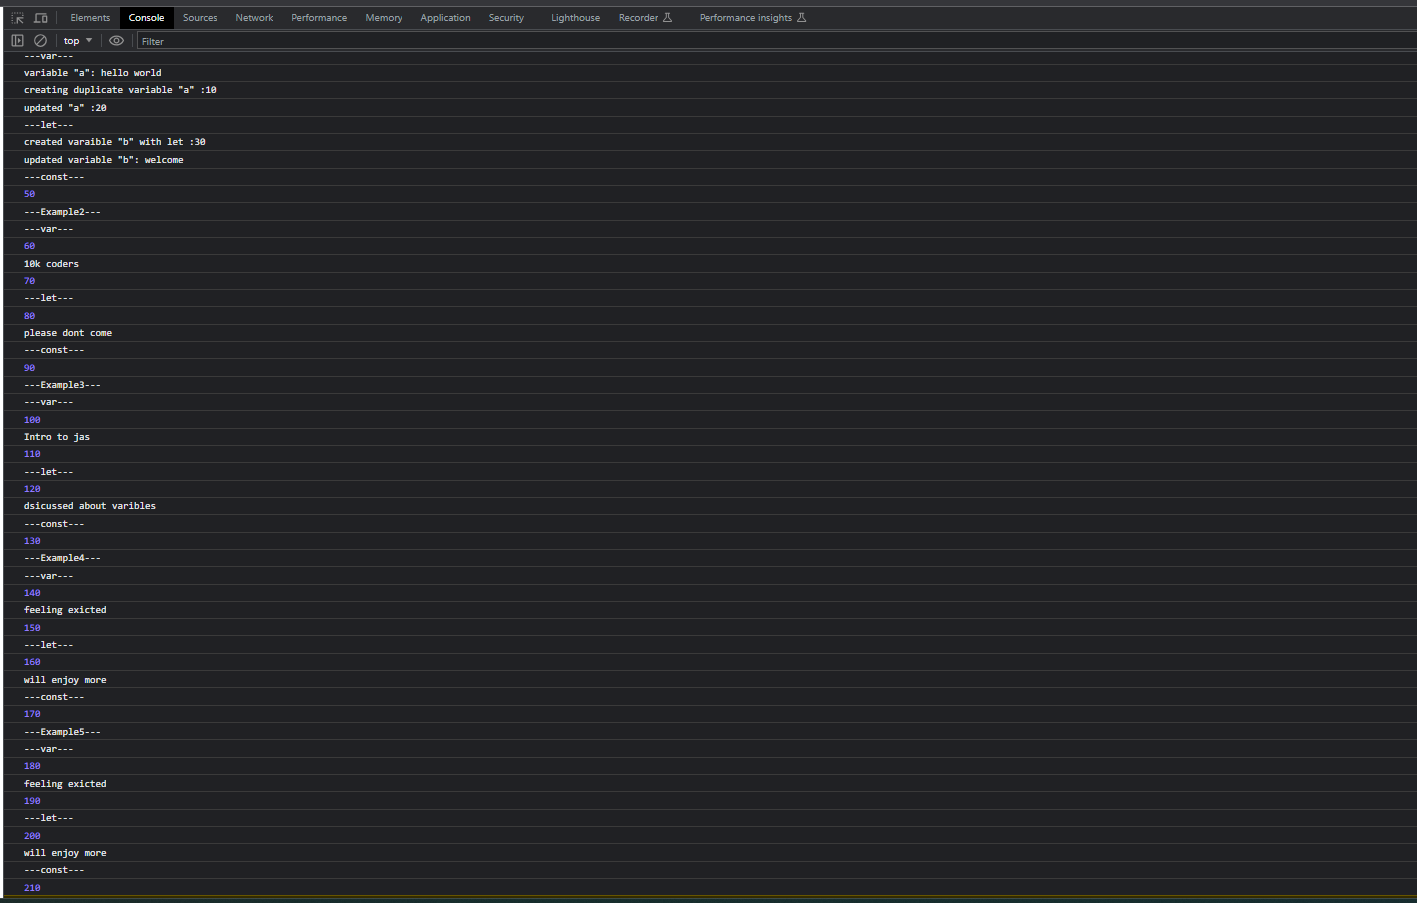 Elements Console Sources Network Performance Memory Application Security Lighthouse Recorder Performance insights
top Filter
---var---
variable "a": hello world
creating duplicate variable "a" :10
updated "a" :20
---let---
created varaible "b" with let :30
updated variable "b": welcome
---const---
50
---Example2---
---var---
60
10k coders
70
---let---
80
please dont come
---const---
90
---Example3---
---var---
100
Intro to jas
110
---let---
120
dsicussed about varibles
---const---
130
---Example4---
---var---
140
feeling exicted
150
---let---
160
will enjoy more
---const---
170
---Example5---
---var---
180
feeling exicted
190
---let---
200
will enjoy more
---const---
210